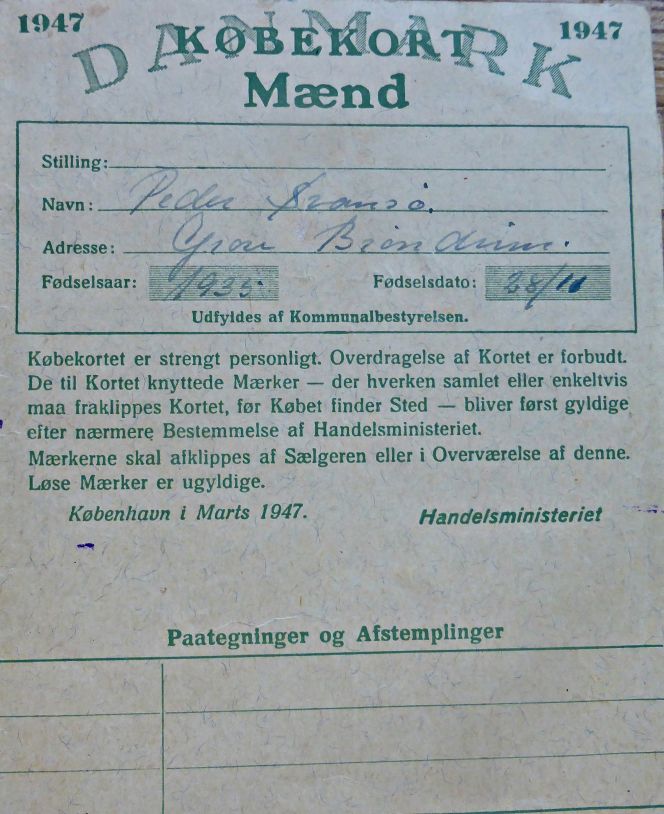 1947 DANMARK 1947
KØBEKORT
Mænd
Stilling:
Navn: Peder
Adresse: Brøndum.
Fødselsaar: 1935 Fødselsdato: 28/10
Udfyldes af Kommunalbestyrelsen.
Købekortet er strengt personligt. Overdragelse af Kortet er forbudt.
De til Kortet knyttede Mærker — der hverken samlet eller enkeltvis
maa fraklippes Kortet, før Købet finder Sted — bliver først gyldige
efter nærmere Bestemmelse af Handelsministeriet.
Mærkerne skal afklippes af Sælgeren eller i Overværelse af denne.
Løse Mærker er ugyldige.
København i Marts 1947. Handelsministeriet
Paategninger og Afstemplinger